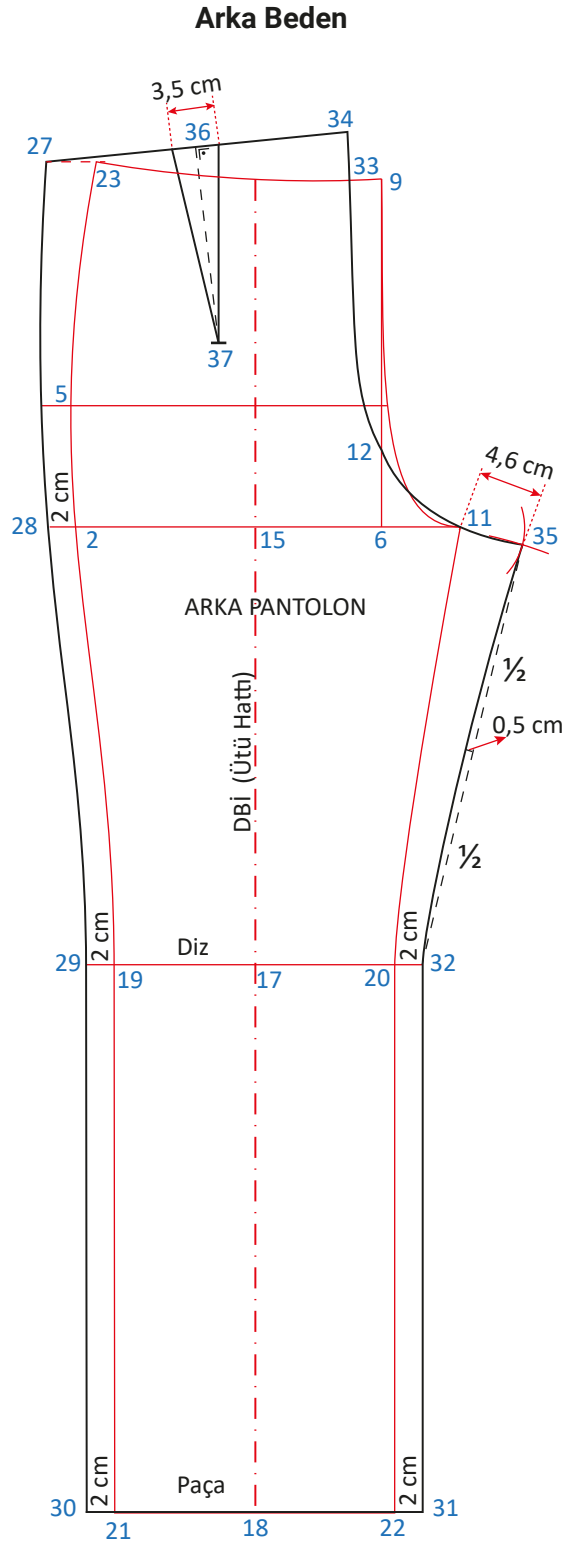 Arka Beden
3,5 cm
34
36
27
23
33
9
37
5
12
4,6 cm
2 cm
28
2
15
6
11
35
ARKA PANTOLON
½
DBİ (Ütü Hattı)
0,5 cm
½
2 cm
Diz
2 cm
29
19
17
20
32
2 cm
Paça
2 cm
30
21
18
22
31